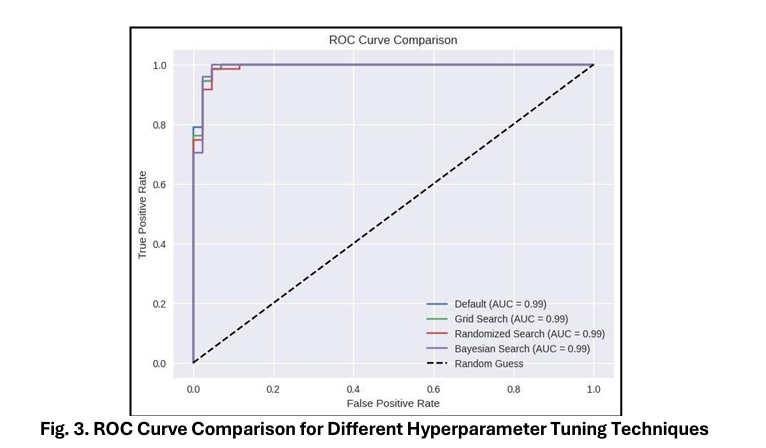 ROC Curve Comparison
1.0
0.8
0.6
0.4
0.2
0.0
True Positive Rate
Default (AUC = 0.99)
Grid Search (AUC = 0.99)
Randomized Search (AUC = 0.99)
Bayesian Search (AUC = 0.99)
Random Guess
0.0 0.2 0.4 0.6 0.8 1.0
False Positive Rate
Fig. 3. ROC Curve Comparison for Different Hyperparameter Tuning Techniques